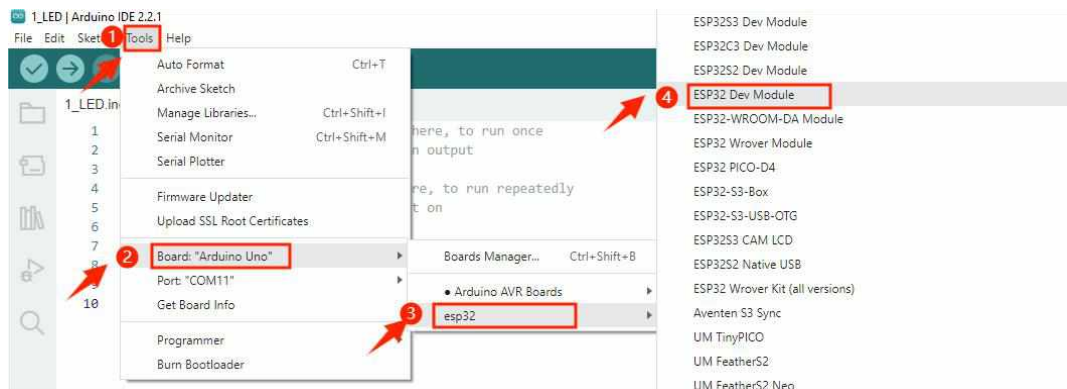 1_LED | Arduino IDE 2.2.1
File Edit Sket Tools Help
1
Auto Format Ctrl+T
Archive Sketch
Manage Libraries... Ctrl+Shift+I
Serial Monitor Ctrl+Shift+M
Serial Plotter
Firmware Updater
Upload SSL Root Certificates
2
Board: "Arduino Uno"
Port: "COM11"
Get Board Info
Programmer
Burn Bootloader
1_LED.in
1 here, to run once
2 output
3
4 re, to run repeatedly
5 on
6
7
8
9
10
Boards Manager... Ctrl+Shift+B
• Arduino AVR Boards
3
esp32
ESP32S3 Dev Module
ESP32C3 Dev Module
ESP32S2 Dev Module
4 ESP32 Dev Module
ESP32-WROOM-DA Module
ESP32 Wrover Module
ESP32 PICO-D4
ESP32-S3-Box
ESP32-S3-USB-OTG
ESP32S3 CAM LCD
ESP32S2 Native USB
ESP32 Wrover Kit (all versions)
Aventen S3 Sync
UM TinyPICO
UM FeatherS2
UM FeatherS2 Neo